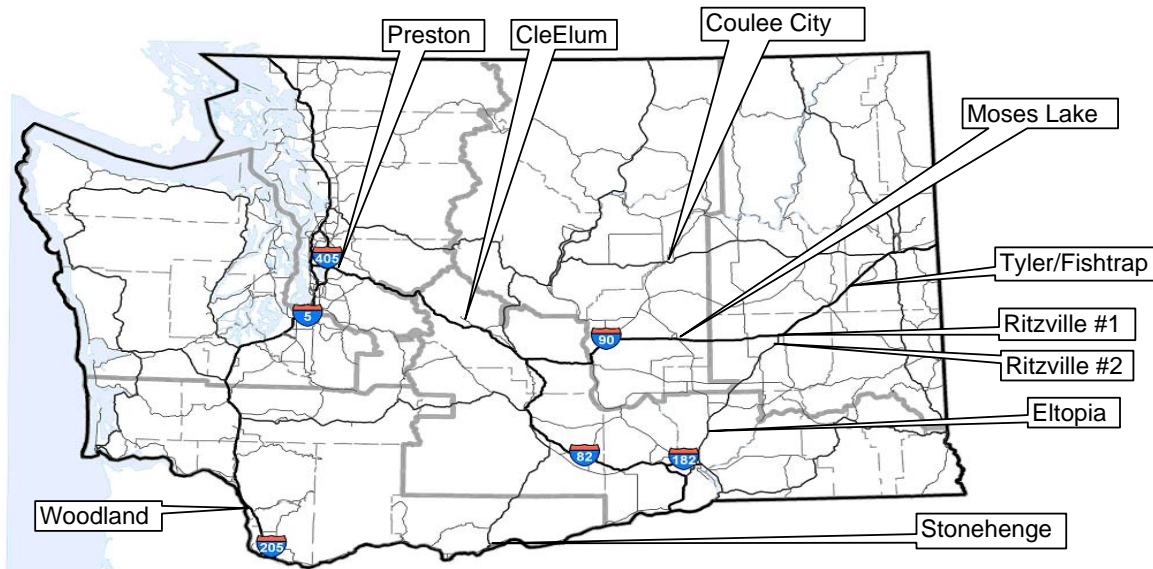 Preston
CleElum
Coulee City
Moses Lake
405
Tyler/Fishtrap
5
Ritzville #1
90
Ritzville #2
Eltopia
82
182
Woodland
205
Stonehenge